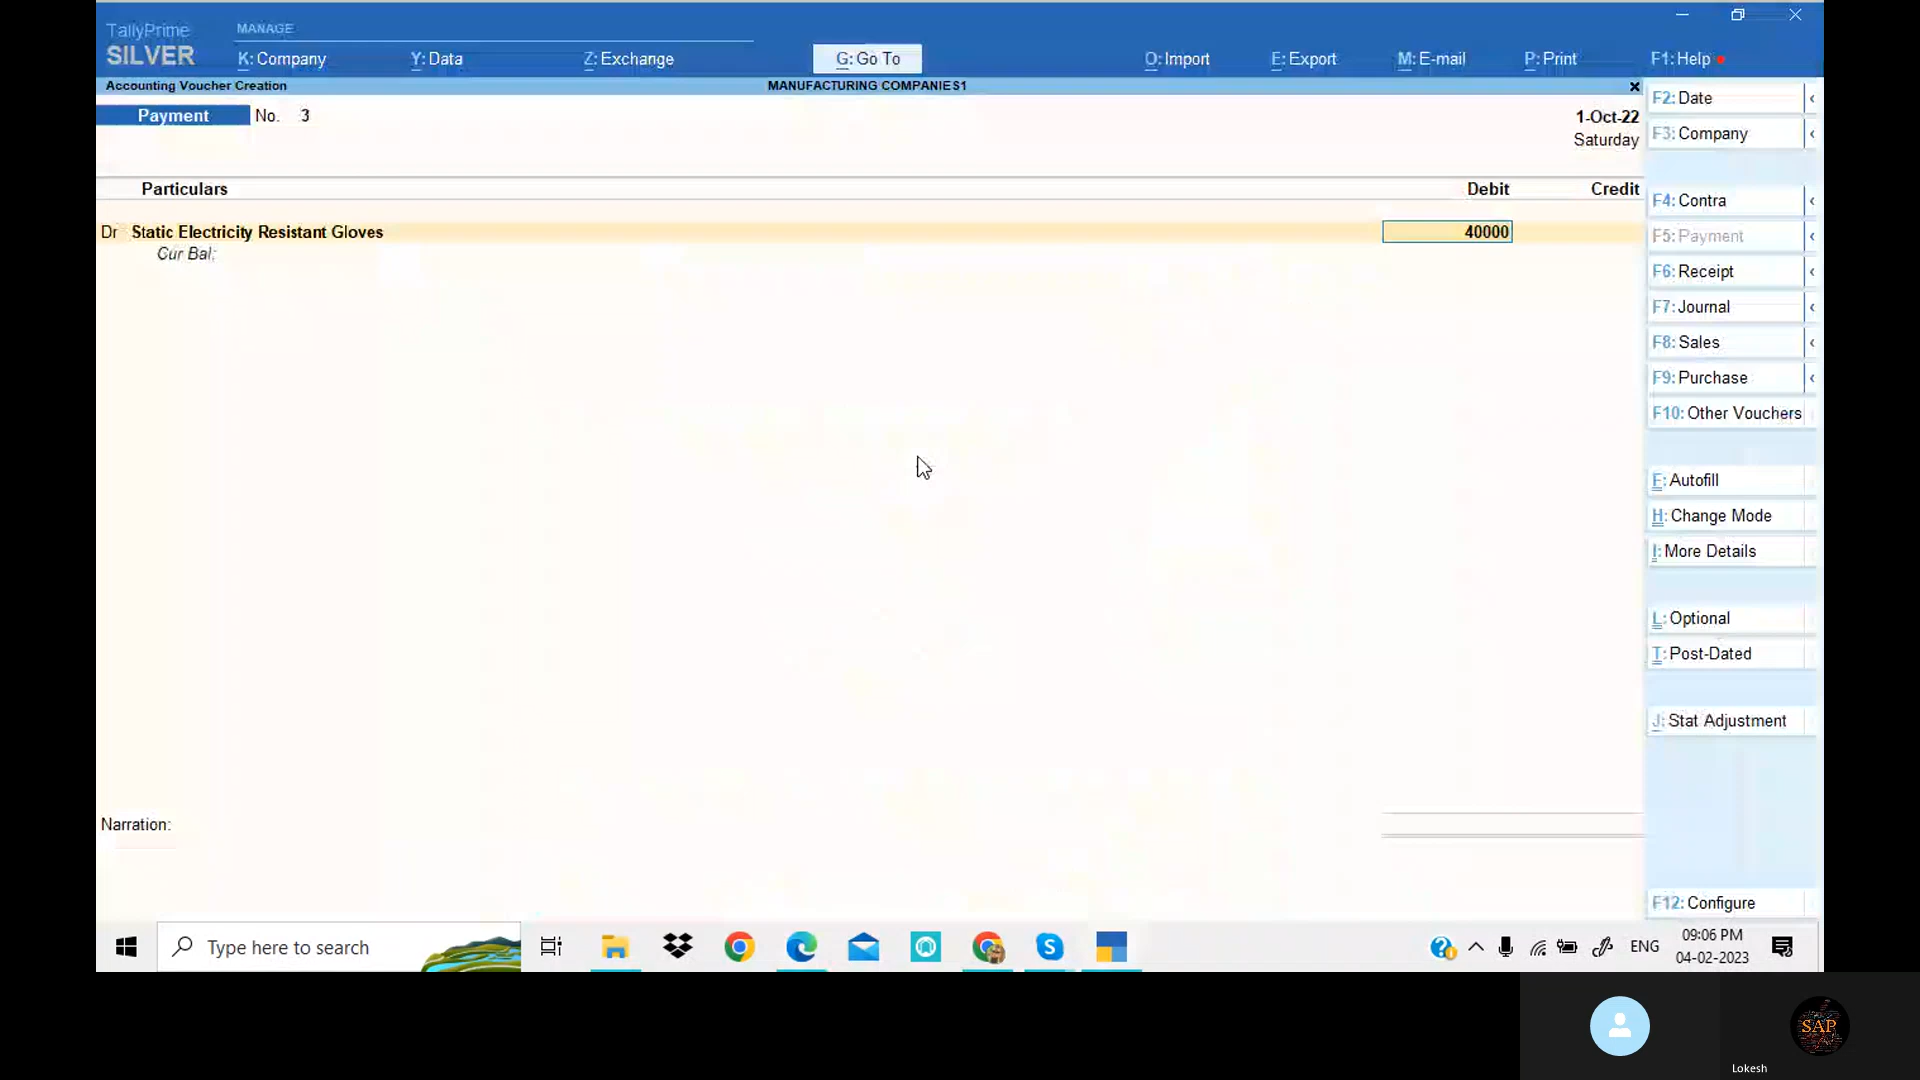 TallyPrime
SILVER
MANAGE
K: Company
Y: Data
Z: Exchange
G: Go To
O: Import
E: Export
M: E-mail
P: Print
F1: Help
Accounting Voucher Creation
MANUFACTURING COMPANIES1
Payment No. 3
1-Oct-22
Saturday
Particulars
Debit
Credit
Dr Static Electricity Resistant Gloves
40000
Cur Bal:
Narration:
F2: Date
F3: Company
F4: Contra
F5: Payment
F6: Receipt
F7: Journal
F8: Sales
F9: Purchase
F10: Other Vouchers
F: Autofill
H: Change Mode
I: More Details
L: Optional
T: Post-Dated
J: Stat Adjustment
F12: Configure
Type here to search
ENG
09:06 PM
04-02-2023
SAP
Lokesh